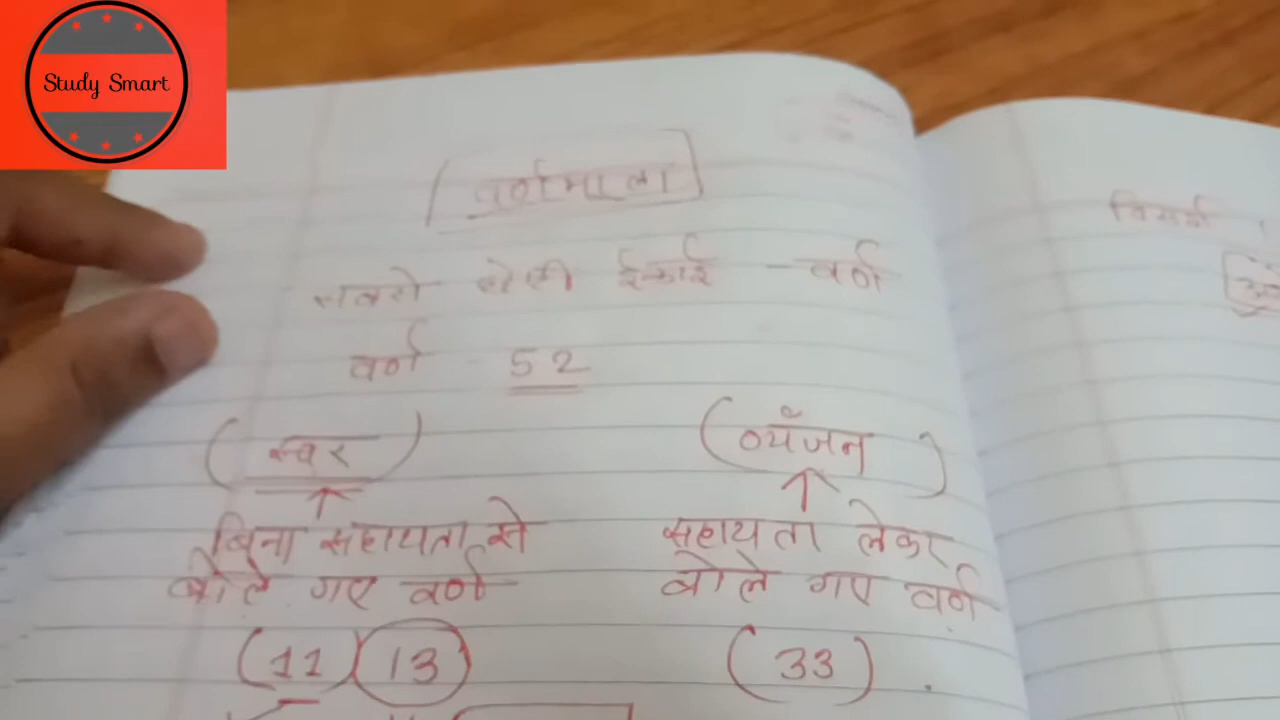 Study Smart
वर्णमाला
सबसे छोटी ईकाई - वर्ण
वर्ण 52
(स्वर) (व्यँजन)
बिना सहायता से सहायता लेकर
बोले गए वर्ण बोले गए वर्ण
(11) (13) (33)